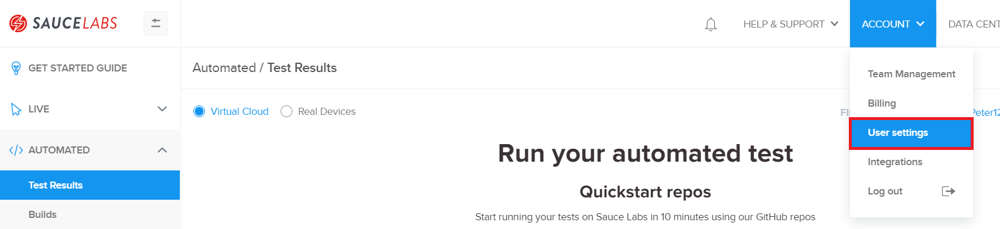 SAUCELABS
HELP & SUPPORT
ACCOUNT
DATA CENT
GET STARTED GUIDE
LIVE
AUTOMATED
Test Results
Builds
Automated / Test Results
Virtual Cloud
Real Devices
FI
Peter12
Run your automated test
Quickstart repos
Start running your tests on Sauce Labs in 10 minutes using our GitHub repos
Team Management
Billing
User settings
Integrations
Log out